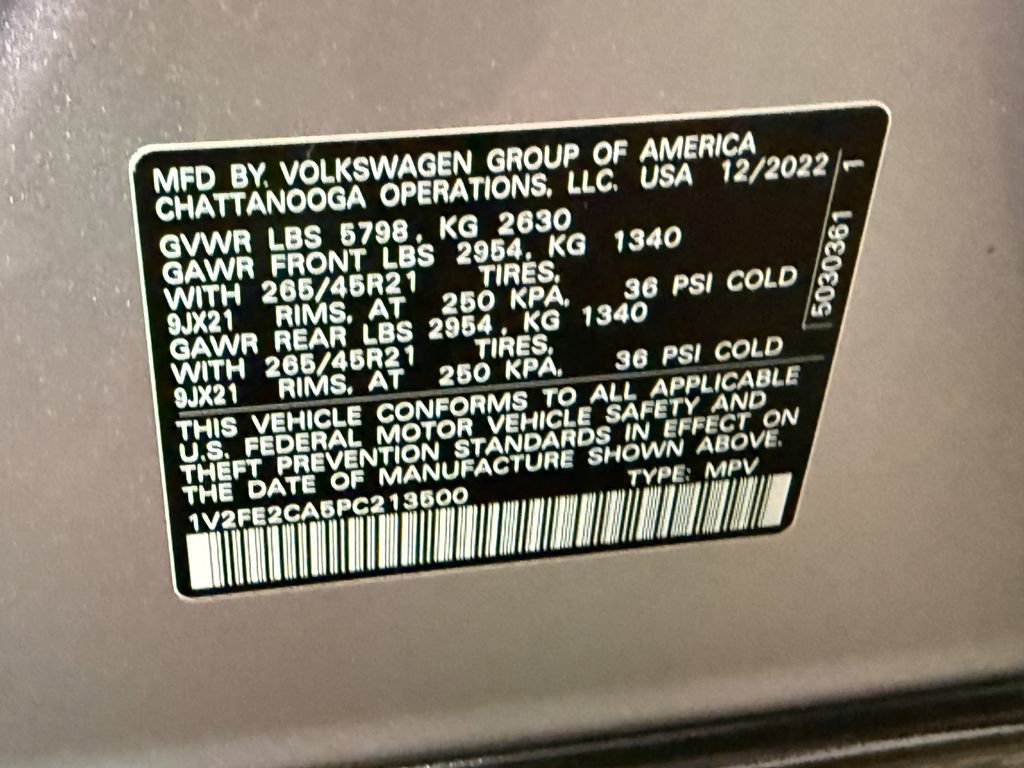 MFD BY. VOLKSWAGEN GROUP OF AMERICA
CHATTANOOGA OPERATIONS, LLC. USA 12/2022
GVWR LBS 5798, KG 2630
GAWR FRONT LBS 2954, KG 1340
WITH 265/45R21 TIRES,
9JX21 RIMS, AT 250 KPA, 36 PSI COLD
GAWR REAR LBS 2954, KG 1340
WITH 265/45R21 TIRES,
9JX21 RIMS, AT 250 KPA, 36 PSI COLD
THIS VEHICLE CONFORMS TO ALL APPLICABLE
U.S. FEDERAL MOTOR VEHICLE SAFETY AND
THEFT PREVENTION STANDARDS IN EFFECT ON
THE DATE OF MANUFACTURE SHOWN ABOVE.
1V2FE2CA5PC213500 TYPE: MPV
5030361 1